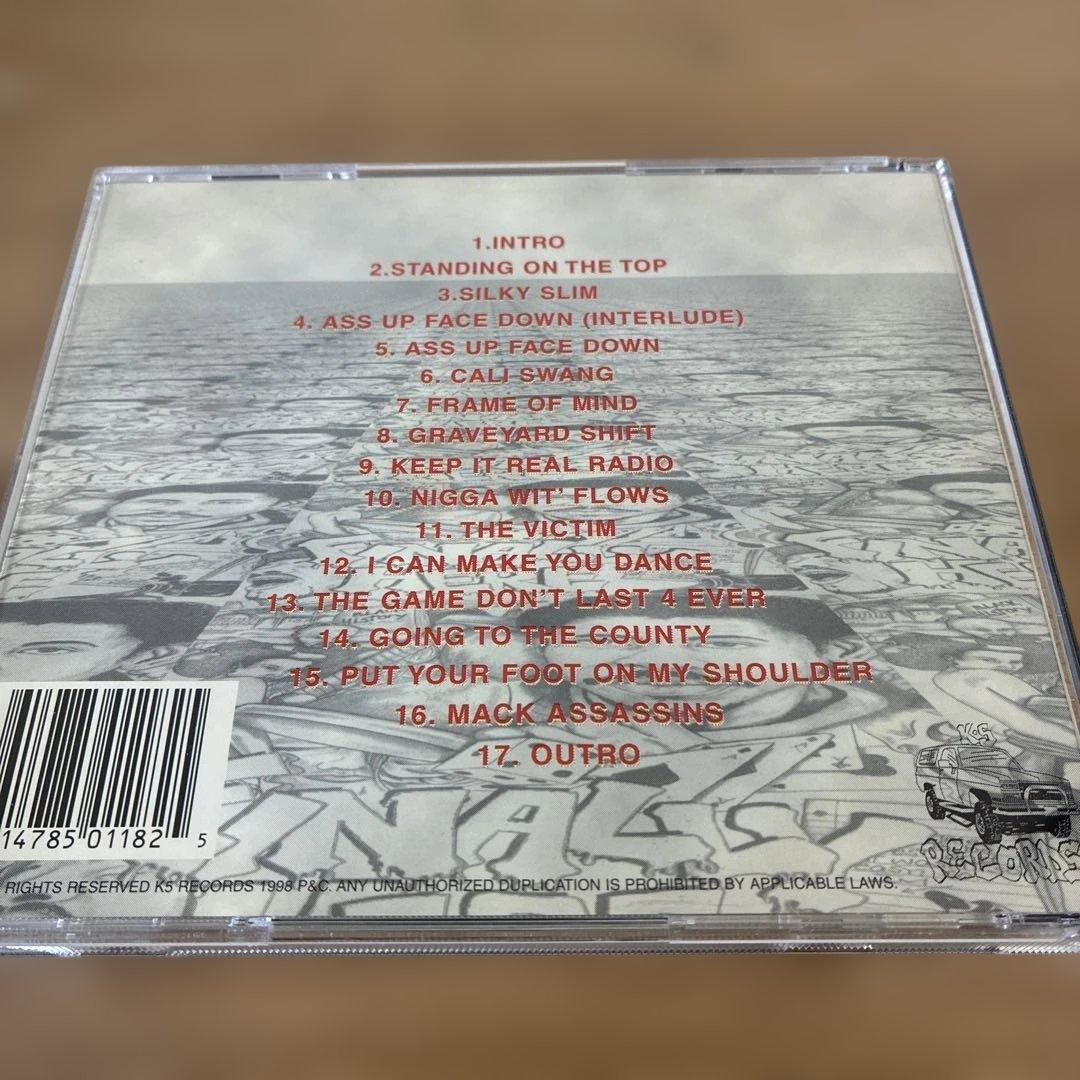 1.INTRO
2.STANDING ON THE TOP
3.SILKY SLIM
4. ASS UP FACE DOWN (INTERLUDE)
5. ASS UP FACE DOWN
6. CALI SWANG
7. FRAME OF MIND
8. GRAVEYARD SHIFT
9. KEEP IT REAL RADIO
10. NIGGA WIT' FLOWS
11. THE VICTIM
12. I CAN MAKE YOU DANCE
13. THE GAME DON'T LAST 4 EVER
14. GOING TO THE COUNTY
15. PUT YOUR FOOT ON MY SHOULDER
16. MACK ASSASSINS
17. OUTRO
K5
RECORDS
14785 01182 5
RIGHTS RESERVED K5 RECORDS 1998 P&C. ANY UNAUTHORIZED DUPLICATION IS PROHIBITED BY APPLICABLE LAWS.